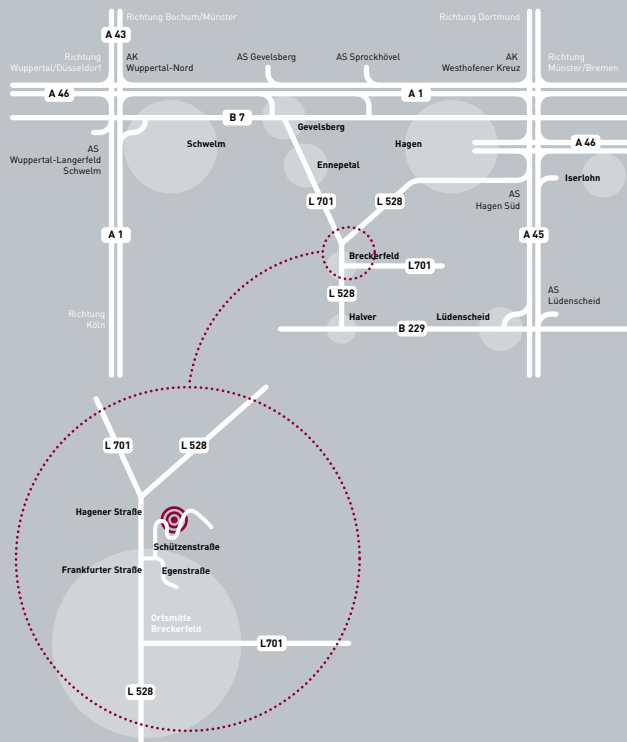 Richtung Bochum/Münster
Richtung Dortmund
A 43
Richtung
Wuppertal/Düsseldorf
AK
Wuppertal-Nord
AS Gevelsberg
AS Sprockhövel
AK
Westhofener Kreuz
Richtung
Münster/Bremen
A 46
A 1
B 7
Gevelsberg
Schwelm
Hagen
A 46
AS
Wuppertal-Langerfeld
Schwelm
Ennepetal
Iserlohn
L 701
L 528
AS
Hagen Süd
A 1
A 45
Breckerfeld
L701
L 528
AS
Lüdenscheid
Richtung
Köln
Halver
Lüdenscheid
B 229
L 701
L 528
Hagener Straße
Schützenstraße
Frankfurter Straße
Egenstraße
Ortsmitte
Breckerfeld
L701
L 528